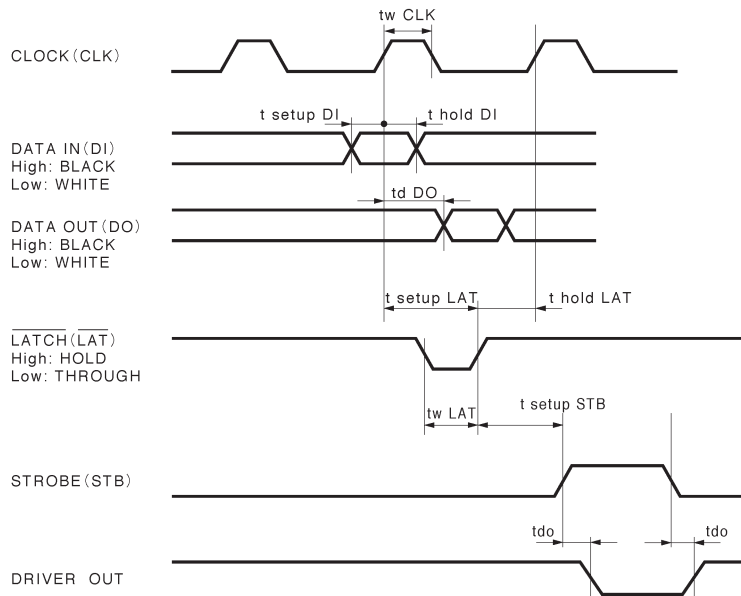 tw CLK
CLOCK(CLK)
t setup DI
t hold DI
DATA IN(DI)
High: BLACK
Low: WHITE
td DO
DATA OUT(DO)
High: BLACK
Low: WHITE
t setup LAT
t hold LAT
LATCH(LAT)
High: HOLD
Low: THROUGH
tw LAT
t setup STB
STROBE(STB)
tdo
tdo
DRIVER OUT